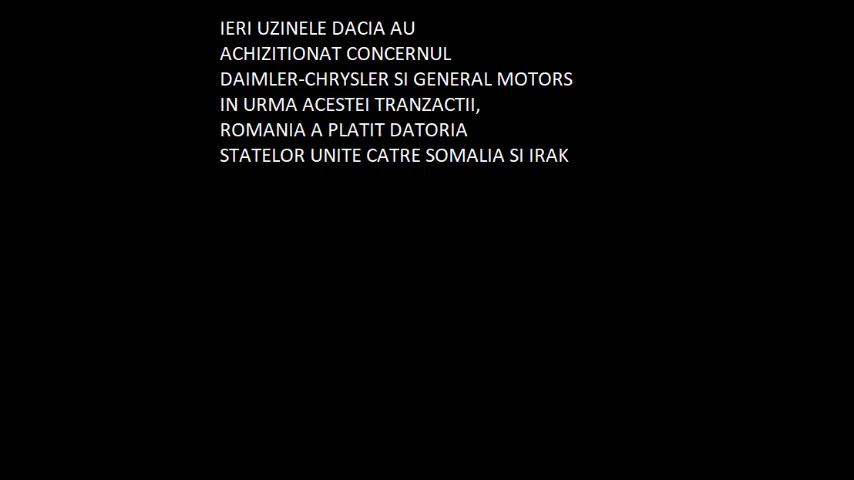 IERI UZINELE DACIA AU
ACHIZITIONAT CONCERNUL
DAIMLER-CHRYSLER SI GENERAL MOTORS
IN URMA ACESTEI TRANZACTII,
ROMANIA A PLATIT DATORIA
STATELOR UNITE CATRE SOMALIA SI IRAK